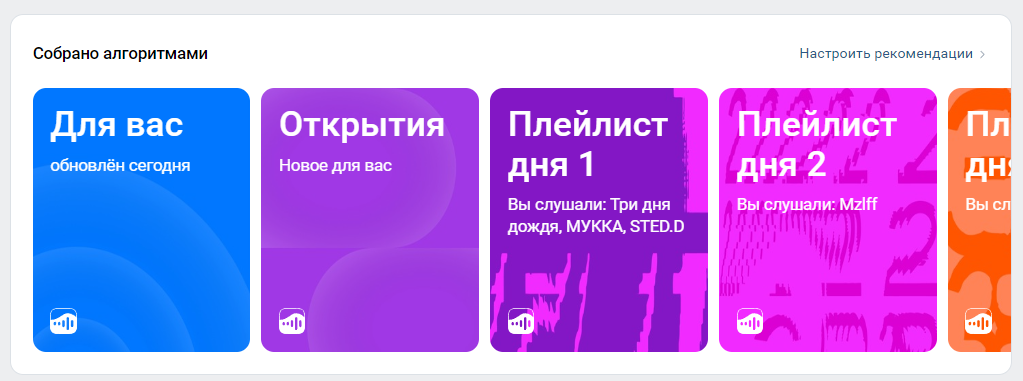 Собрано алгоритмами
Настроить рекомендации
Для вас
обновлён сегодня
Открытия
Новое для вас
Плейлист
дня 1
Вы слушали: Три дня
дождя, МУККА, STED.D
Плейлист
дня 2
Вы слушали: Mzlff